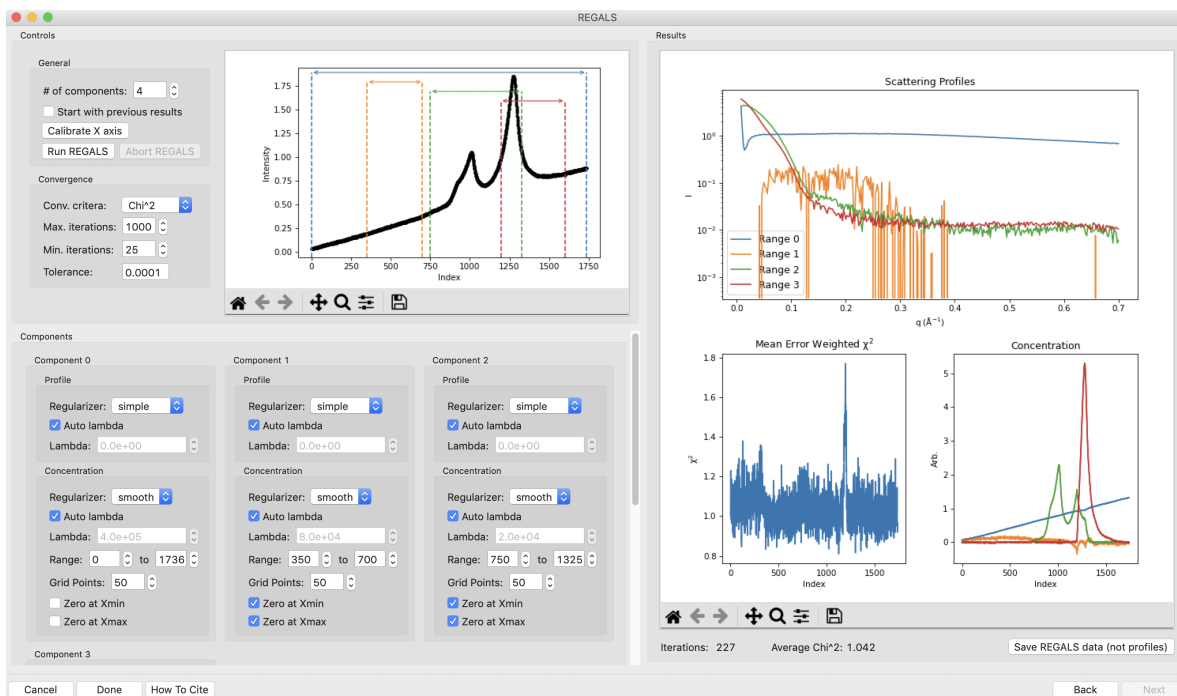 REGALS
Controls
General
# of components: 4
Start with previous results
Calibrate X axis
Run REGALS Abort REGALS
Convergence
Conv. critera: Chi^2
Max. iterations: 1000
Min. iterations: 25
Tolerance: 0.0001
1.75
1.50
1.25
1.00
0.75
0.50
0.25
0.00
Intensity
0 250 500 750 1000 1250 1500 1750
Index
Components
Component 0
Profile
Regularizer: simple
Auto lambda
Lambda: 0.0e+00
Concentration
Regularizer: smooth
Auto lambda
Lambda: 4.0e+05
Range: 0 to 1736
Grid Points: 50
Zero at Xmin
Zero at Xmax
Component 1
Profile
Regularizer: simple
Auto lambda
Lambda: 0.0e+00
Concentration
Regularizer: smooth
Auto lambda
Lambda: 8.0e+04
Range: 350 to 700
Grid Points: 50
Zero at Xmin
Zero at Xmax
Component 2
Profile
Regularizer: simple
Auto lambda
Lambda: 0.0e+00
Concentration
Regularizer: smooth
Auto lambda
Lambda: 2.0e+04
Range: 750 to 1325
Grid Points: 50
Zero at Xmin
Zero at Xmax
Component 3
Results
Scattering Profiles
10⁰
10⁻¹
10⁻²
10⁻³
I
Range 0
Range 1
Range 2
Range 3
0.0 0.1 0.2 0.3 0.4 0.5 0.6 0.7
q (Å⁻¹)
Mean Error Weighted χ²
1.8
1.6
1.4
1.2
1.0
0.8
χ²
0 500 1000 1500
Index
Concentration
5
4
3
2
1
0
Arb.
0 500 1000 1500
Index
Iterations: 227 Average Chi^2: 1.042 Save REGALS data (not profiles)
Cancel Done How To Cite Back Next